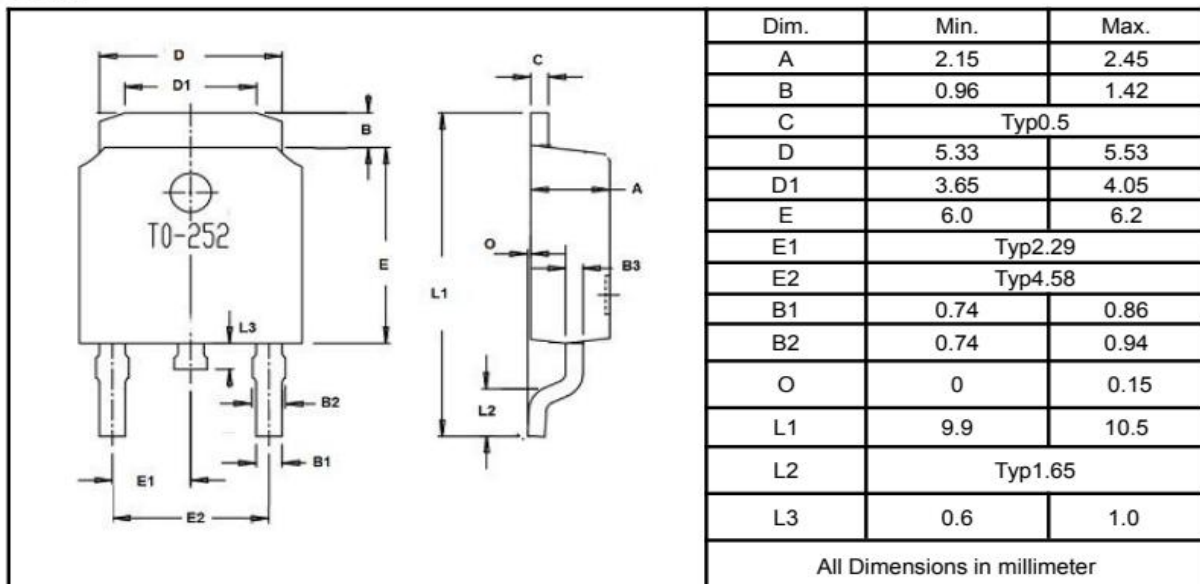 D
D1
B
TO-252
E
L3
B2
B1
E1
E2
C
A
O
B3
L1
L2
Dim. Min. Max.
A 2.15 2.45
B 0.96 1.42
C Typ0.5
D 5.33 5.53
D1 3.65 4.05
E 6.0 6.2
E1 Typ2.29
E2 Typ4.58
B1 0.74 0.86
B2 0.74 0.94
O 0 0.15
L1 9.9 10.5
L2 Typ1.65
L3 0.6 1.0
All Dimensions in millimeter